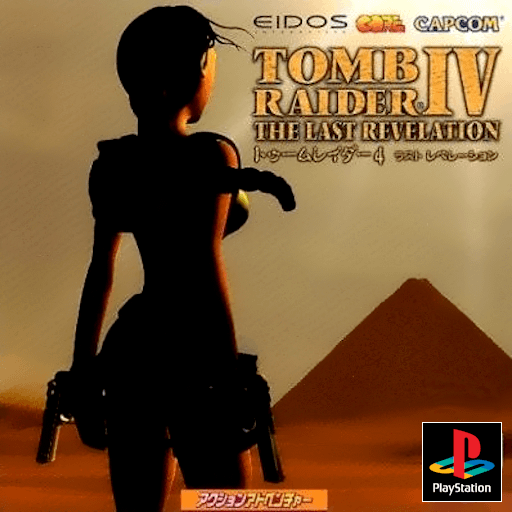 EIDOS CORE CAPCOM
INTERACTIVE
TOMB
RAIDER® IV
THE LAST REVELATION
トゥームレイダー4 ラスト レベレーション
アクションアドベンチャー
PlayStation